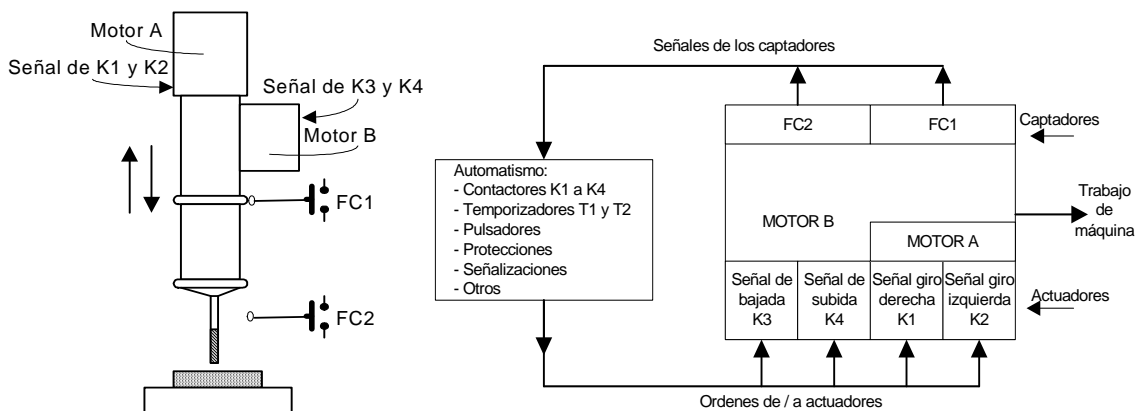 Motor A
Señal de K1 y K2
Señal de K3 y K4
Motor B
FC1
FC2
Señales de los captadores
FC2
FC1
Captadores
Automatismo:
- Contactores K1 a K4
- Temporizadores T1 y T2
- Pulsadores
- Protecciones
- Señalizaciones
- Otros
MOTOR B
MOTOR A
Trabajo
de
máquina
Señal de
bajada
K3
Señal de
subida
K4
Señal giro
derecha
K1
Señal giro
izquierda
K2
Actuadores
Ordenes de / a actuadores